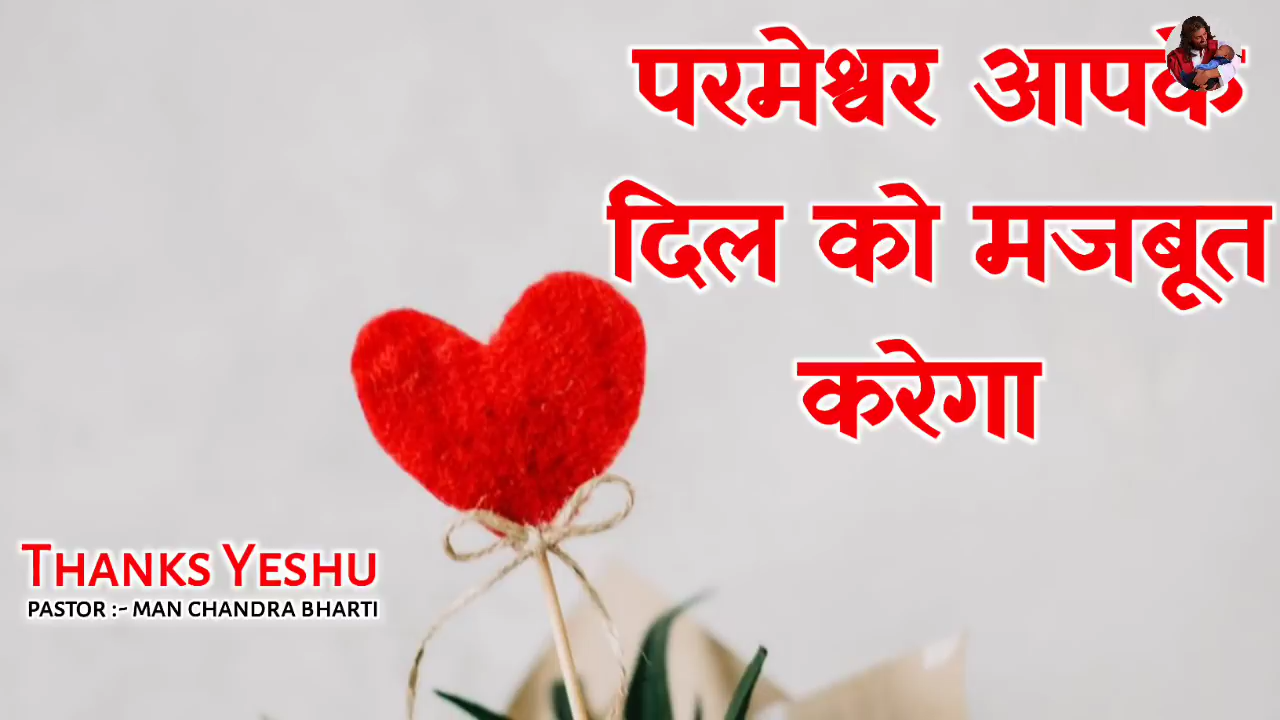 परमेश्वर आपके
दिल को मजबूत
करेगा
THANKS YESHU
PASTOR :- MAN CHANDRA BHARTI